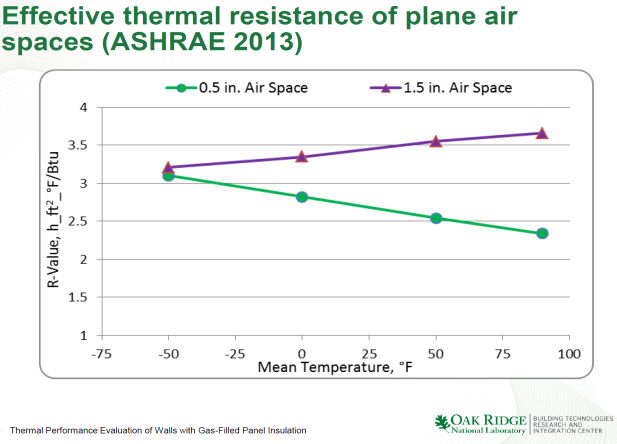 Effective thermal resistance of plane air
spaces (ASHRAE 2013)
0.5 in. Air Space
1.5 in. Air Space
4
3.5
3
2.5
2
1.5
1
R-Value, h_ft²_°F/Btu
-75 -50 -25 0 25 50 75 100
Mean Temperature, °F
Thermal Performance Evaluation of Walls with Gas-Filled Panel Insulation
OAK RIDGE
National Laboratory
BUILDING TECHNOLOGIES
RESEARCH AND
INTEGRATION CENTER